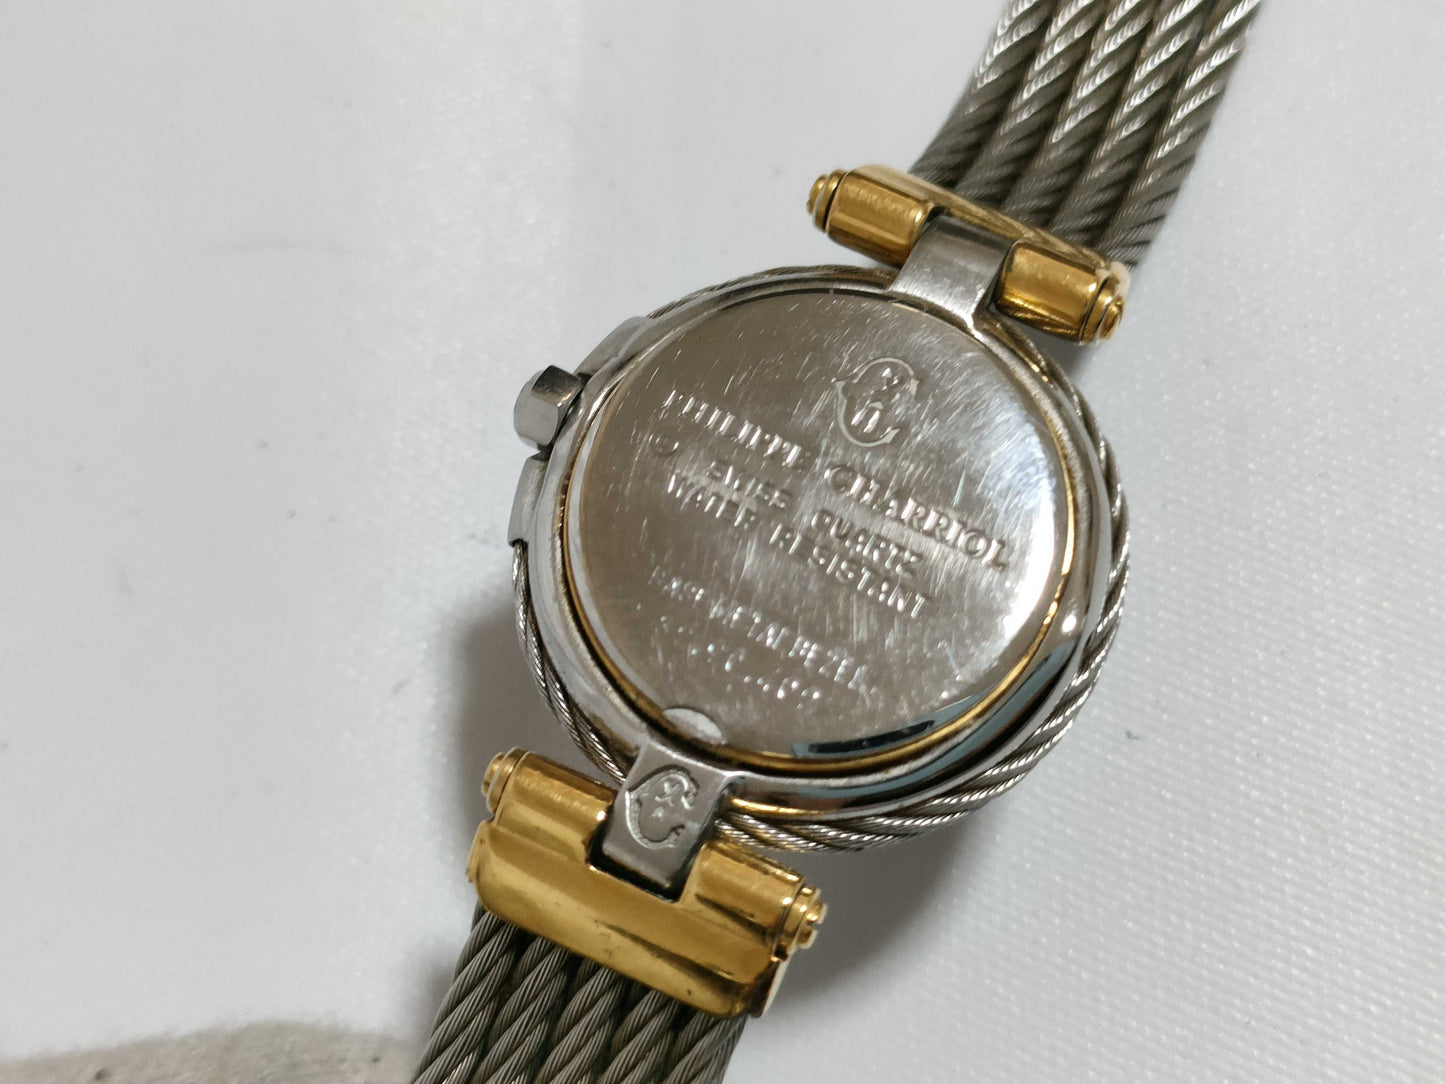 PHILIPPE CHARRIOL
© SWISS QUARTZ
WATER RESISTANT
BASE METAL BEZEL